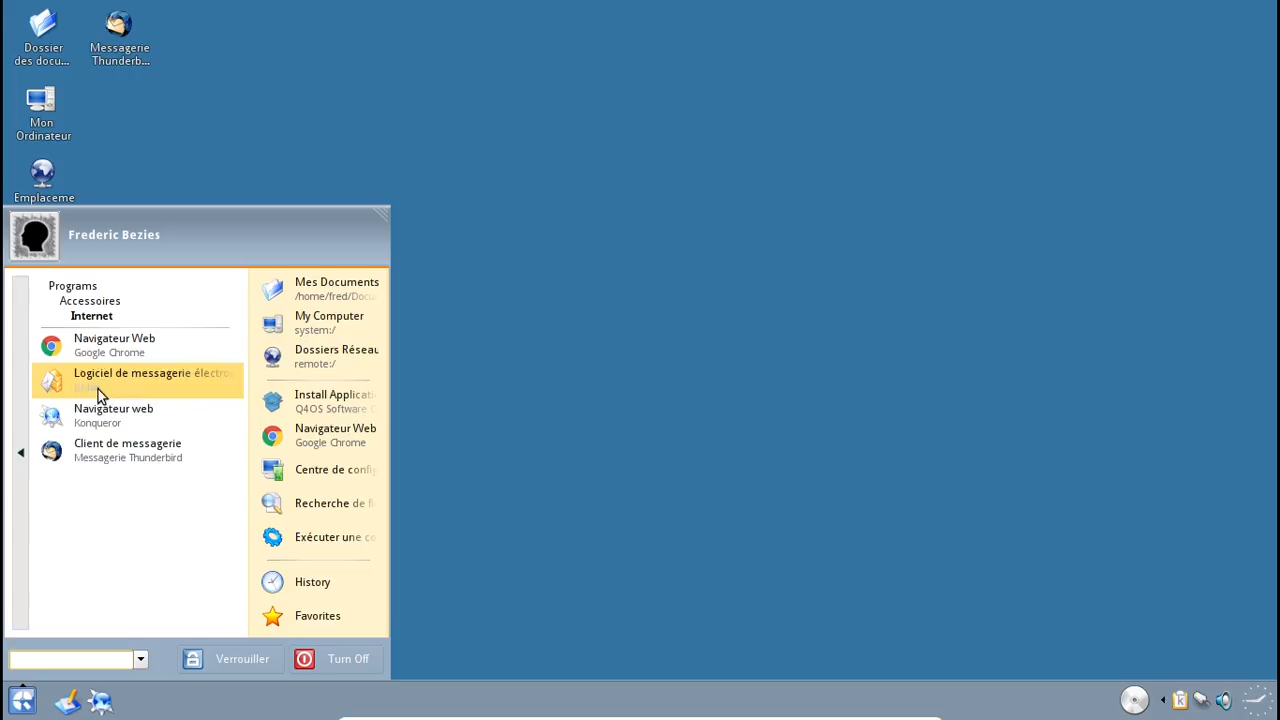 Dossier
des docu...
Messagerie
Thunderb...
Mon
Ordinateur
Emplaceme
Frederic Bezies
Programs
Accessoires
Internet
Navigateur Web
Google Chrome
Logiciel de messagerie électro
Navigateur web
Konqueror
Client de messagerie
Messagerie Thunderbird
Mes Documents
/home/fred/Docu
My Computer
system:/
Dossiers Réseau
remote:/
Install Applicati
Q4OS Software C
Navigateur Web
Google Chrome
Centre de config
Recherche de fi
Exécuter une co
History
Favorites
Verrouiller
Turn Off